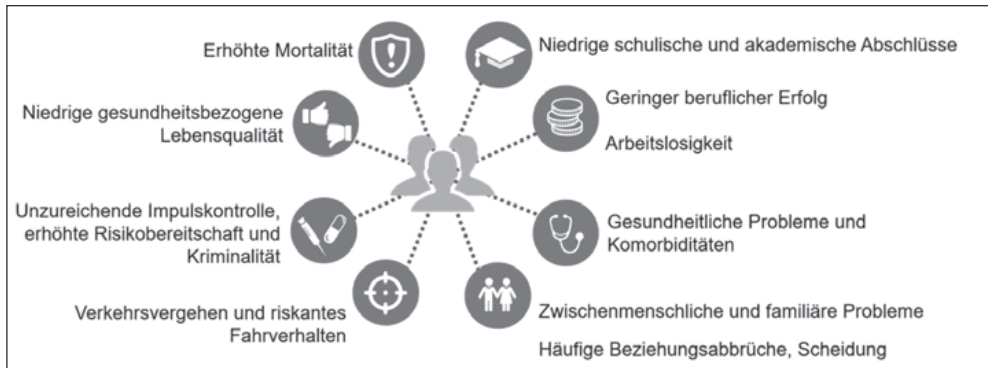 Erhöhte Mortalität
Niedrige schulische und akademische Abschlüsse
Niedrige gesundheitsbezogene
Lebensqualität
Geringer beruflicher Erfolg
Arbeitslosigkeit
Unzureichende Impulskontrolle,
erhöhte Risikobereitschaft und
Kriminalität
Gesundheitliche Probleme und
Komorbiditäten
Verkehrsvergehen und riskantes
Fahrverhalten
Zwischenmenschliche und familiäre Probleme
Häufige Beziehungsabbrüche, Scheidung